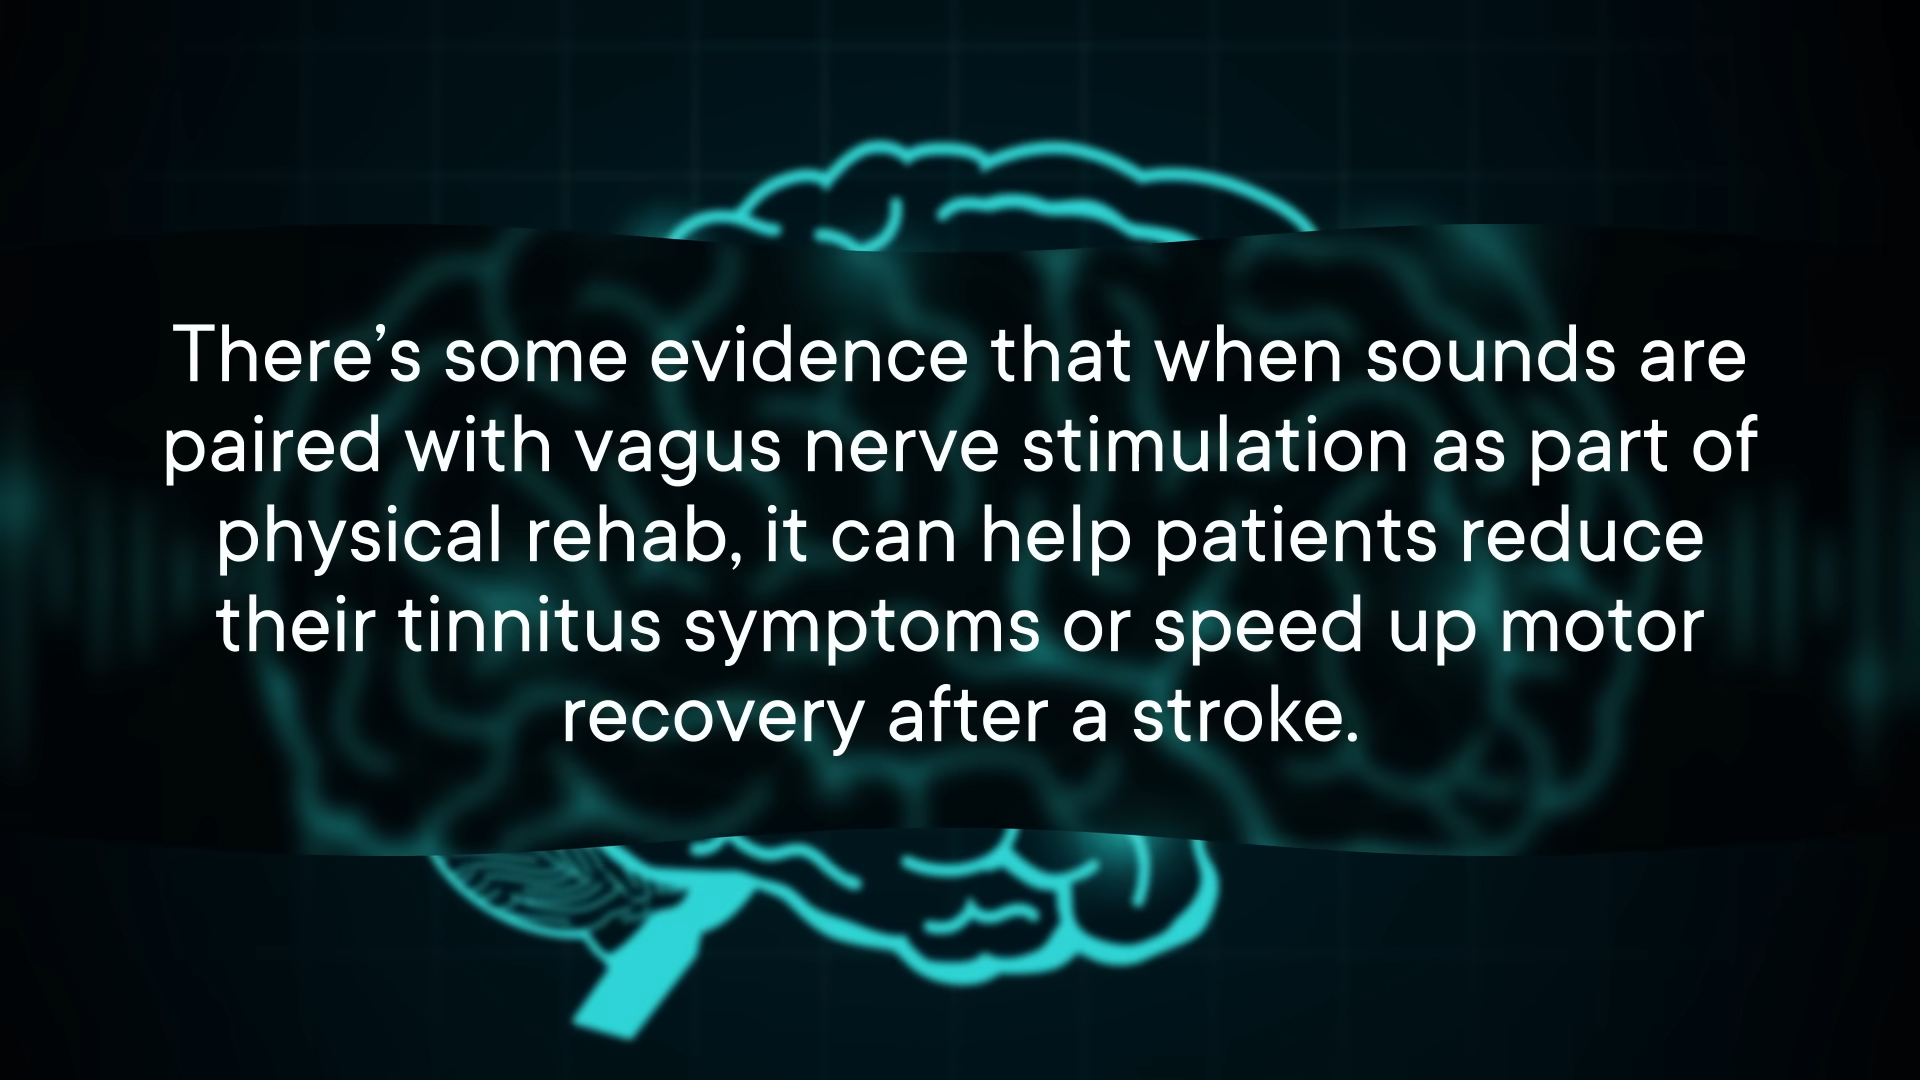 There’s some evidence that when sounds are
paired with vagus nerve stimulation as part of
physical rehab, it can help patients reduce
their tinnitus symptoms or speed up motor
recovery after a stroke.